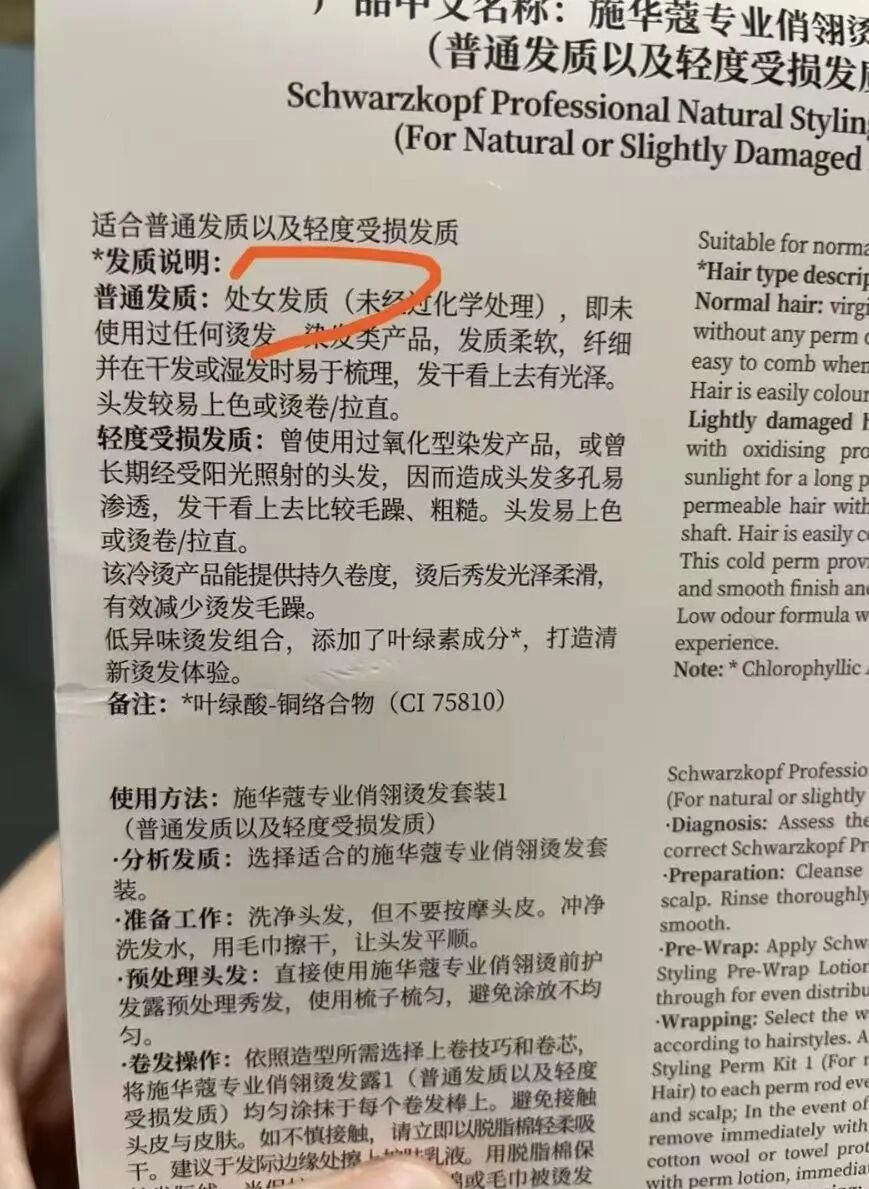 产品中文名称：施华蔻专业俏翎烫
（普通发质以及轻度受损发质
Schwarzkopf Professional Natural Styling
(For Natural or Slightly Damaged
适合普通发质以及轻度受损发质
*发质说明：
普通发质：处女发质（未经过化学处理），即未
使用过任何烫发、染发类产品，发质柔软，纤细
并在干发或湿发时易于梳理，发干看上去有光泽。
头发较易上色或烫卷/拉直。
轻度受损发质：曾使用过氧化型染发产品，或曾
长期经受阳光照射的头发，因而造成头发多孔易
渗透，发干看上去比较毛躁、粗糙。头发易上色
或烫卷/拉直。
该冷烫产品能提供持久卷度，烫后秀发光泽柔滑，
有效减少烫发毛躁。
低异味烫发组合，添加了叶绿素成分*，打造清
新烫发体验。
备注：*叶绿酸-铜络合物（CI 75810）
使用方法：施华蔻专业俏翎烫发套装1
（普通发质以及轻度受损发质）
·分析发质：选择适合的施华蔻专业俏翎烫发套
装。
·准备工作：洗净头发，但不要按摩头皮。冲净
洗发水，用毛巾擦干，让头发平顺。
·预处理头发：直接使用施华蔻专业俏翎烫前护
发露预处理秀发，使用梳子梳匀，避免涂放不均
匀。
·卷发操作：依照造型所需选择上卷技巧和卷芯，
将施华蔻专业俏翎烫发露1（普通发质以及轻度
受损发质）均匀涂抹于每个卷发棒上。避免接触
头皮与皮肤。如不慎接触，请立即以脱脂棉轻柔吸
干。建议于发际边缘处擦上 乳液。用脱脂棉保
或毛巾被烫发
Suitable for norma
*Hair type descrip
Normal hair: virgi
without any perm o
easy to comb when
Hair is easily colour
Lightly damaged h
with oxidising pro
sunlight for a long p
permeable hair with
shaft. Hair is easily co
This cold perm prov
and smooth finish and
Low odour formula w
experience.
Note: * Chlorophyllic A
Schwarzkopf Professio
(For natural or slightly
·Diagnosis: Assess the
correct Schwarzkopf Pr
·Preparation: Cleanse
scalp. Rinse thoroughly
smooth.
·Pre-Wrap: Apply Schw
Styling Pre-Wrap Lotion
through for even distribu
·Wrapping: Select the w
according to hairstyles. A
Styling Perm Kit 1 (For n
Hair) to each perm rod eve
and scalp; In the event of
remove immediately with
cotton wool or towel prot
with perm lotion, immedia